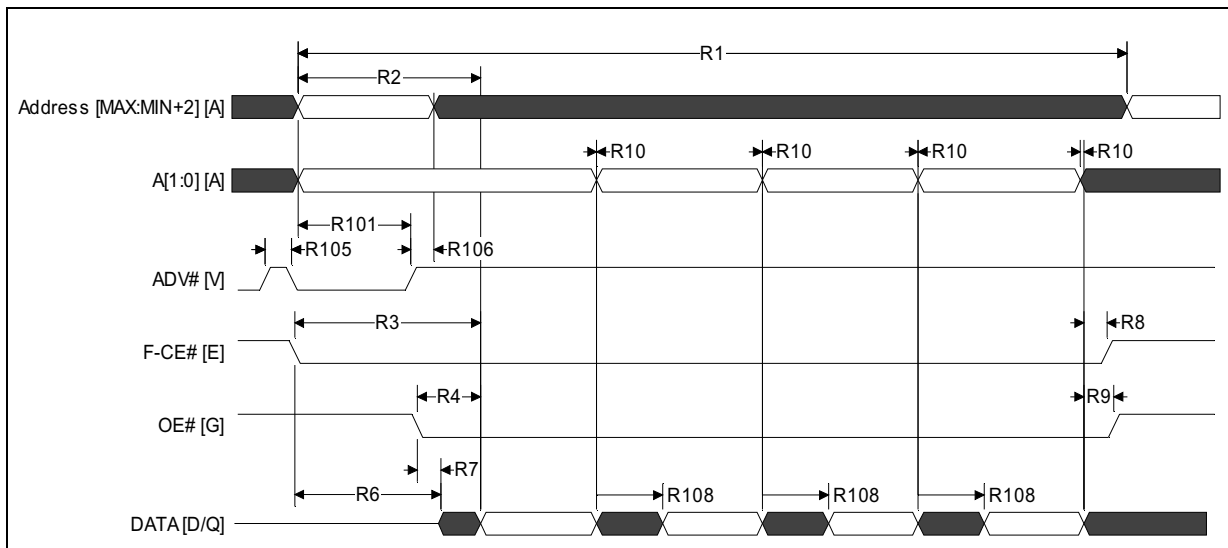 R1
R2
Address [MAX:MIN+2] [A]
R10 R10 R10 R10
A[1:0] [A]
R101
R105 R106
ADV# [V]
R3 R8
F-CE# [E]
R4 R9
OE# [G]
R7
R6 R108 R108 R108
DATA [D/Q]